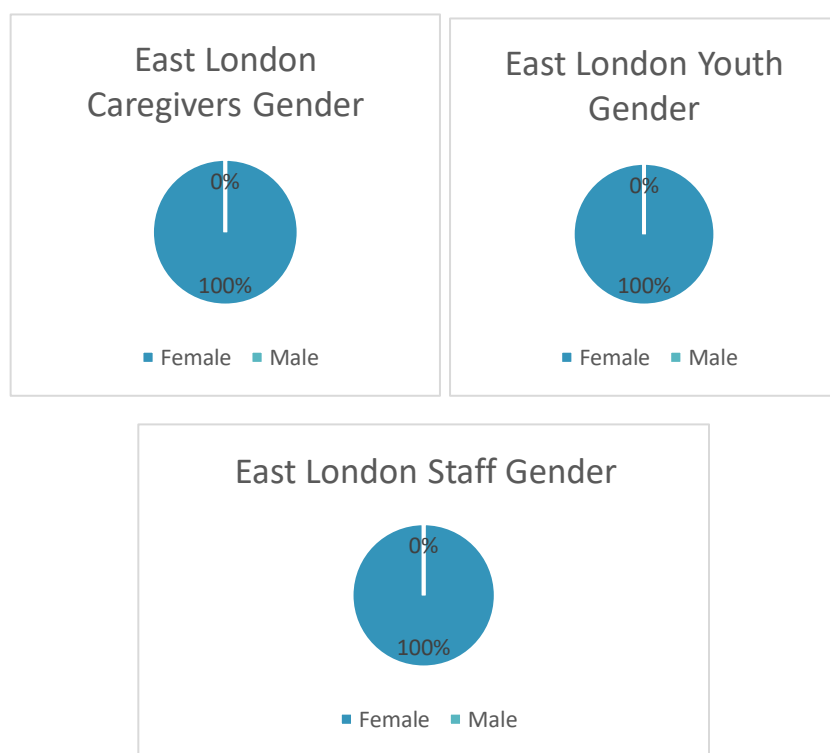 East London
Caregivers Gender
0%
100%
Female Male
East London Youth
Gender
0%
100%
Female Male
East London Staff Gender
0%
100%
Female Male